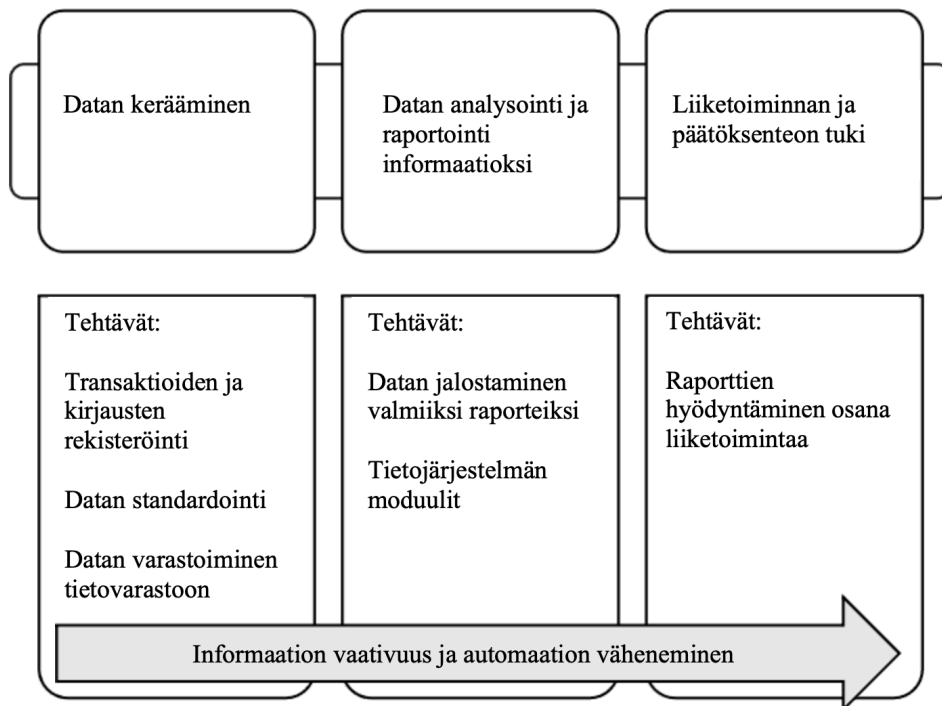 Datan kerääminen
Datan analysointi ja
raportointi
informaatioksi
Liiketoiminnan ja
päätöksenteon tuki
Tehtävät:
Transaktioiden ja
kirjausten
rekisteröinti
Datan standardointi
Datan varastoiminen
tietovarastoon
Tehtävät:
Datan jalostaminen
valmiiksi raporteiksi
Tietojärjestelmän
moduulit
Tehtävät:
Raporttien
hyödyntäminen osana
liiketoimintaa
Informaation vaativuus ja automaation väheneminen